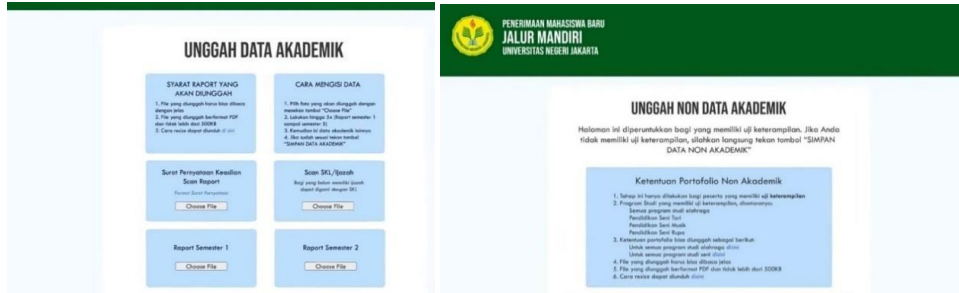 UNGGAH DATA AKADEMIK
SYARAT RAPORT YANG
AKAN DIUNGGAH
1. File yang diunggah harus bisa dibaca
dengan jelas
2. File yang diunggah berformat PDF
dan tidak lebih dari 500KB
3. Cara resize dapat diunduh di sini
CARA MENGISI DATA
1. Pilih foto yang akan diunggah dengan
menekan tombol "Choose File"
2. Lakukan hingga 5x (Raport semester 1
sampai semester 5)
3. Kemudian isi data akademik lainnya
4. Jika sudah sesuai tekan tombol
"SIMPAN DATA AKADEMIK"
Surat Pernyataan Keaslian
Scan Raport
Format Surat Pernyataan
Choose File
Scan SKL/Ijazah
Bagi yang belum memiliki ijazah
dapat diganti dengan SKL
Choose File
Raport Semester 1
Choose File
Raport Semester 2
Choose File
PENERIMAAN MAHASISWA BARU
JALUR MANDIRI
UNIVERSITAS NEGERI JAKARTA
UNGGAH NON DATA AKADEMIK
Halaman ini diperuntukkan bagi yang memiliki uji keterampilan. Jika Anda
tidak memiliki uji keterampilan, silahkan langsung tekan tombol "SIMPAN
DATA NON AKADEMIK"
Ketentuan Portofolio Non Akademik
1. Tahap ini hanya dilakukan bagi peserta yang memiliki uji keterampilan
2. Program Studi yang memiliki uji keterampilan, diantaranya:
Semua program studi olahraga
Pendidikan Seni Tari
Pendidikan Seni Musik
Pendidikan Seni Rupa
3. Ketentuan portofolio bisa diunggah sebagai berikut
Untuk semua program studi olahraga disini
Untuk semua program studi seni disini
4. File yang diunggah harus bisa dibaca jelas
5. File yang diunggah berformat PDF dan tidak lebih dari 500KB
6. Cara resize dapat diunduh disini